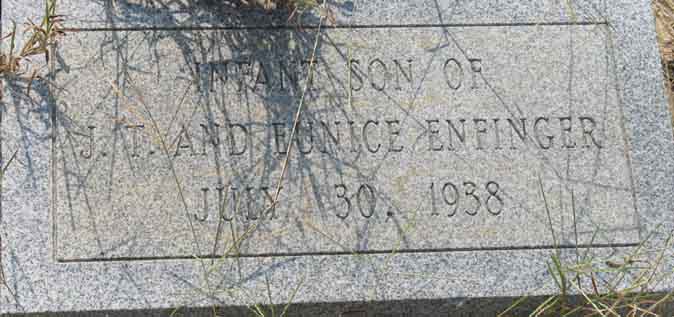 INFANT SON OF
J. T. AND EUNICE ENFINGER
JULY 30, 1938